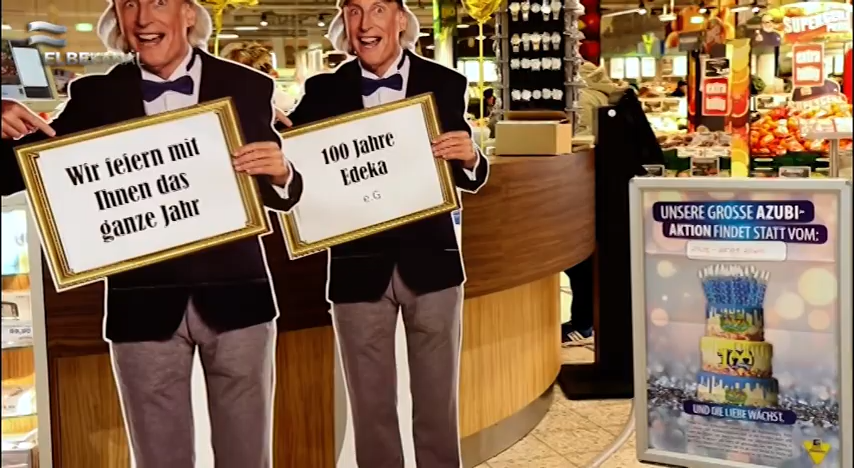 Wir feiern mit
Ihnen das
ganze Jahr
100 Jahre
Edeka
e G
UNSERE GROSSE AZUBI-
AKTION FINDET STATT VOM:
UND DIE LIEBE WÄCHST.
extra
extra